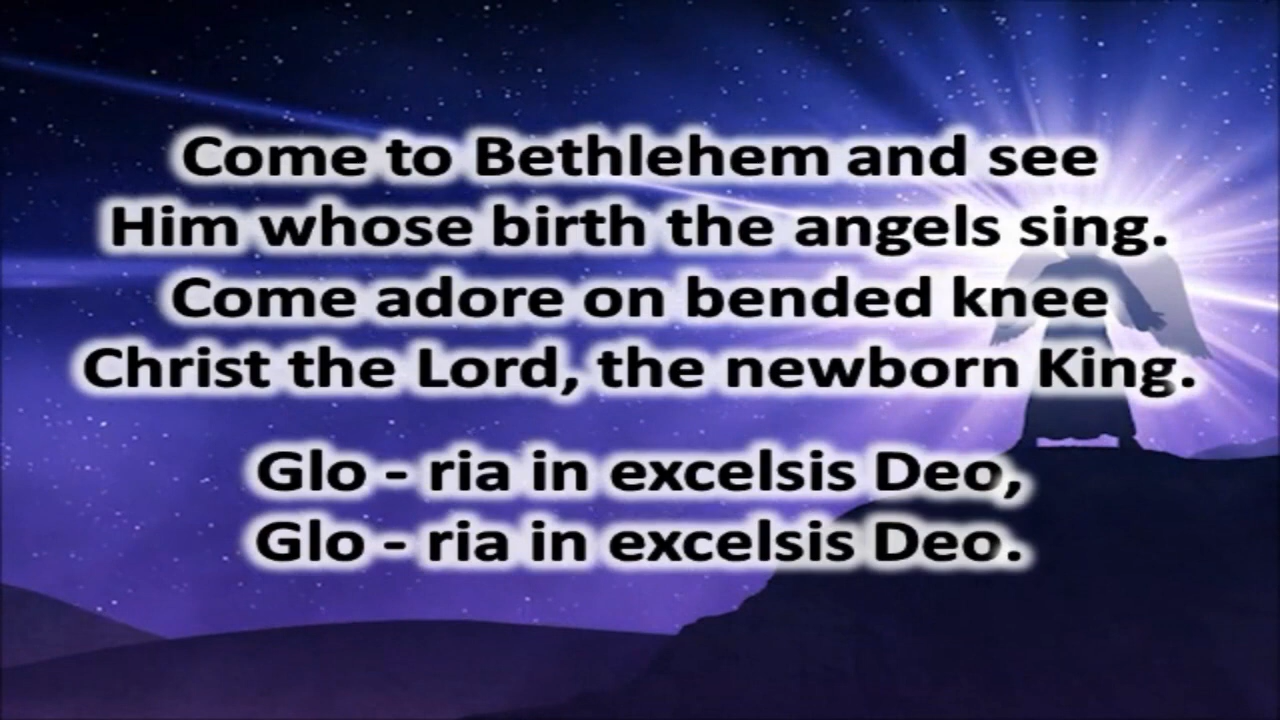 Come to Bethlehem and see
Him whose birth the angels sing.
Come adore on bended knee
Christ the Lord, the newborn King.
Glo - ria in excelsis Deo,
Glo - ria in excelsis Deo.